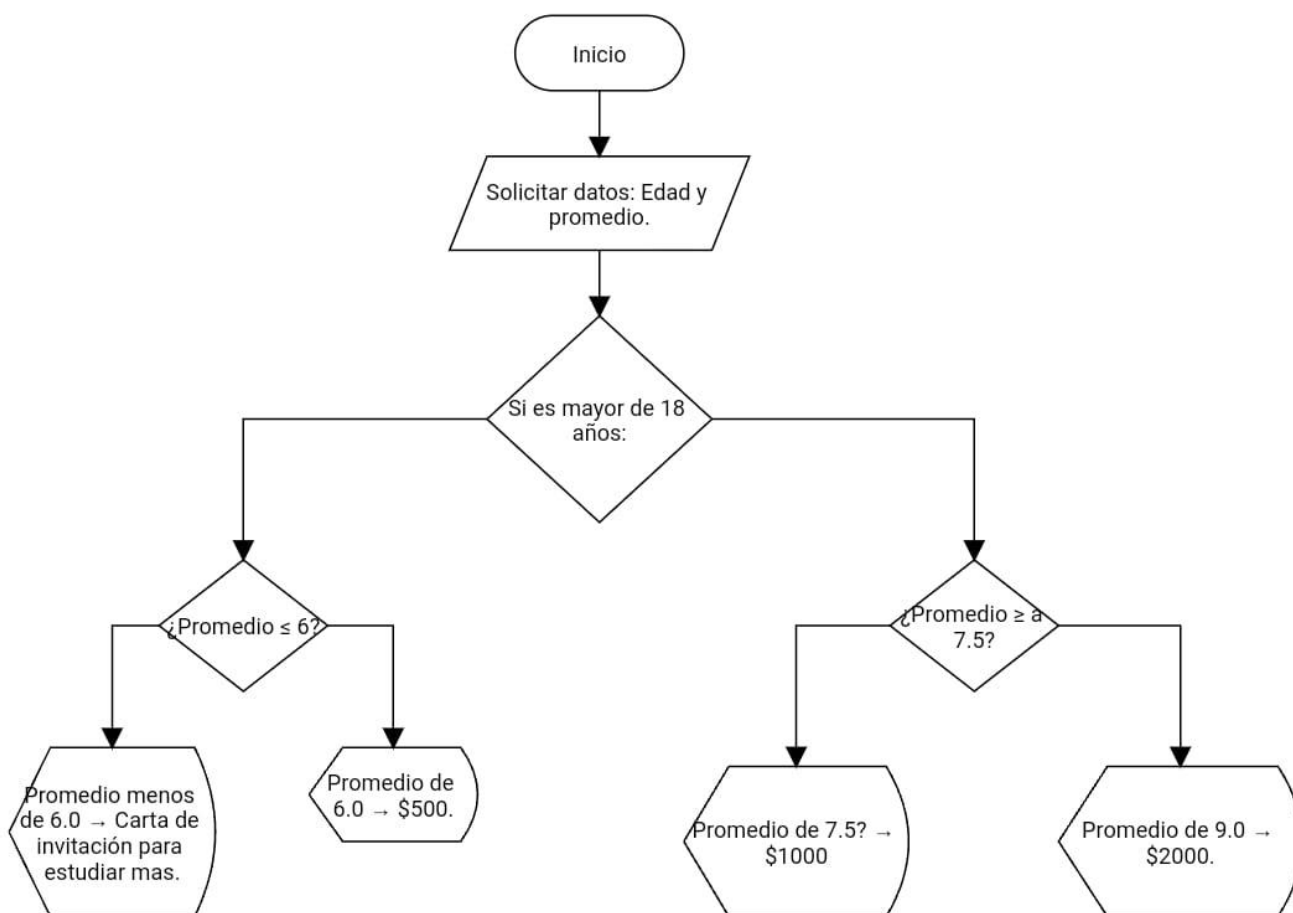 Inicio
Solicitar datos: Edad y
promedio.
Si es mayor de 18
años:
¿Promedio ≤ 6?
¿Promedio ≥ a
7.5?
Promedio menos
de 6.0 → Carta de
invitación para
estudiar mas.
Promedio de
6.0 → $500.
Promedio de 7.5? →
$1000
Promedio de 9.0 →
$2000.